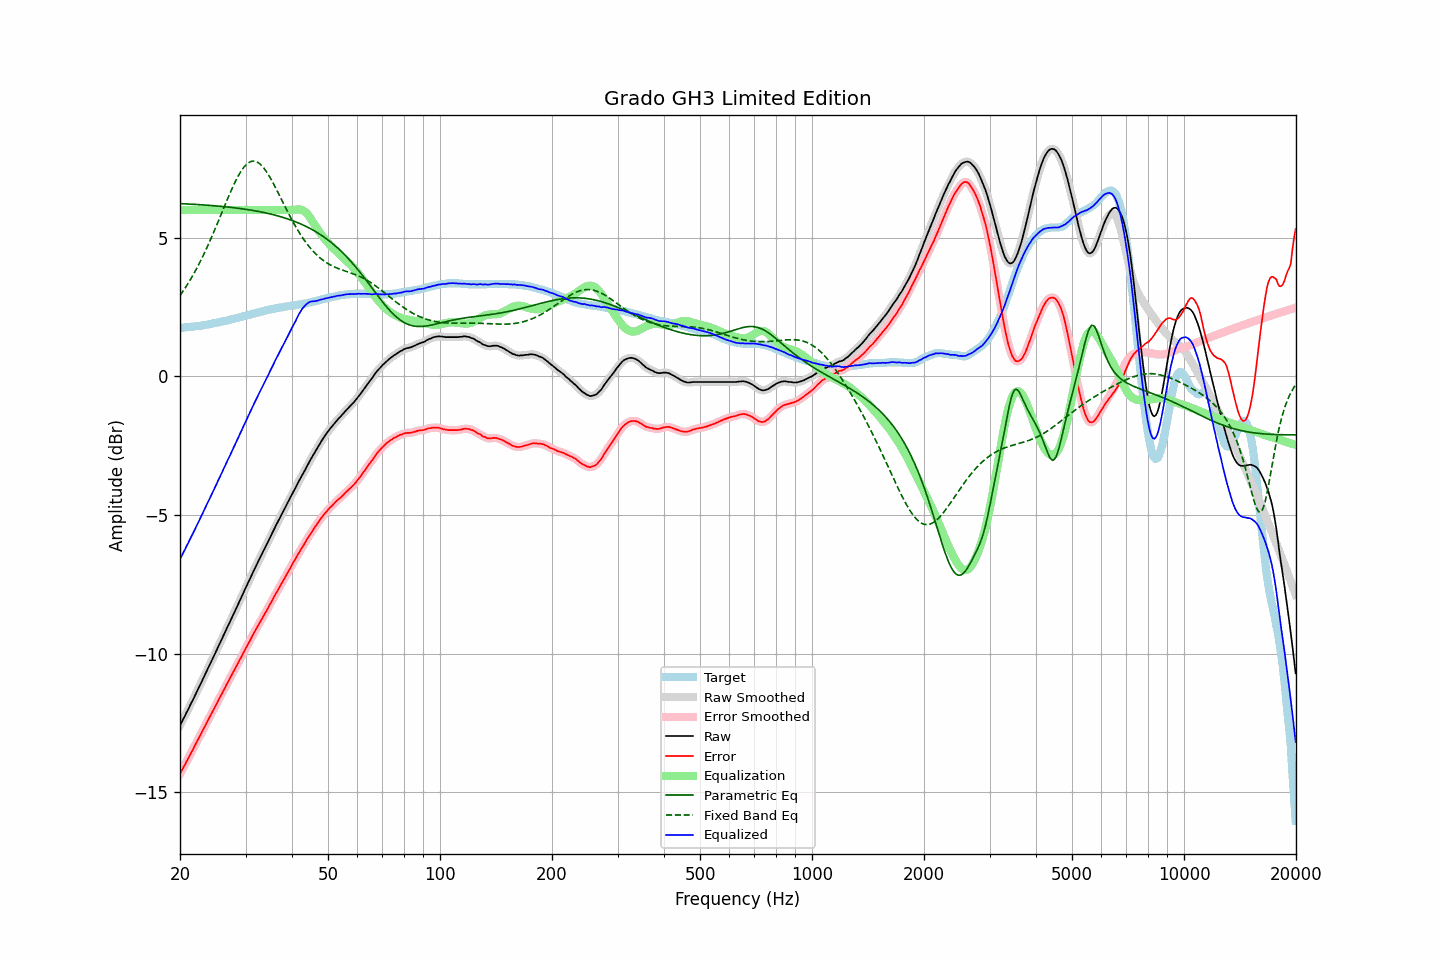 Grado GH3 Limited Edition
Amplitude (dBr)
5
0
−5
−10
−15
Target
Raw Smoothed
Error Smoothed
Raw
Error
Equalization
Parametric Eq
Fixed Band Eq
Equalized
20 50 100 200 500 1000 2000 5000 10000 20000
Frequency (Hz)